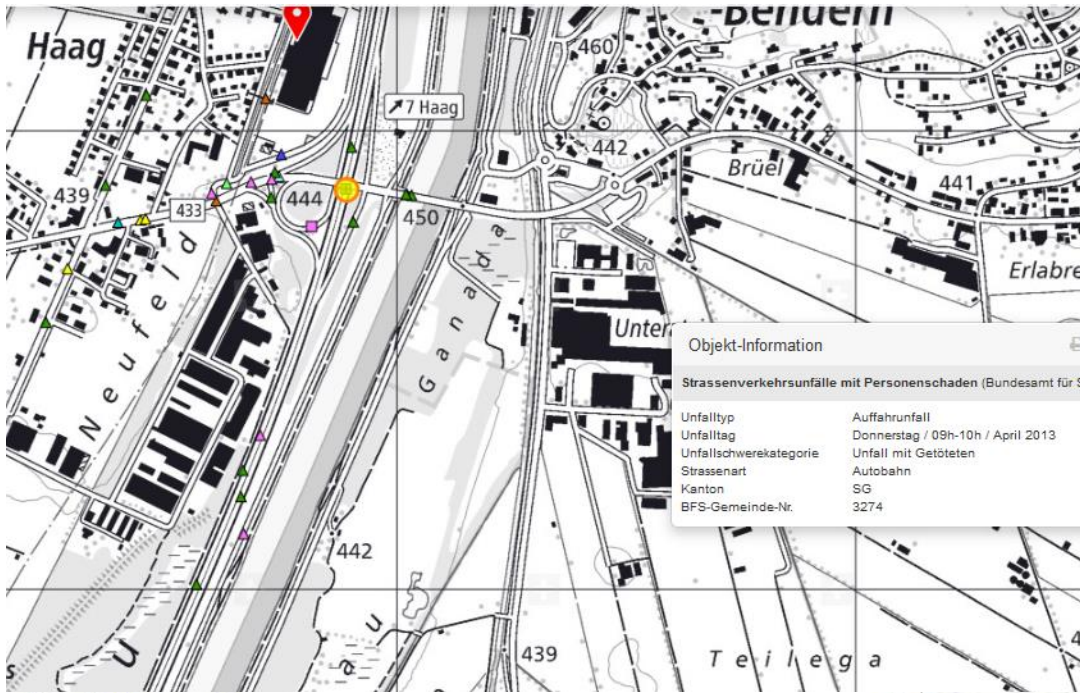 -Bendern
Haag
460
7 Haag
442
Brüel
439
444
441
433
450
Neufeld
Ganada
Erlabre
Unter
Objekt-Information
Strassenverkehrsunfälle mit Personenschaden (Bundesamt für S
Unfalltyp Auffahrunfall
Unfalltag Donnerstag / 09h-10h / April 2013
Unfallschwerekategorie Unfall mit Getöteten
Strassenart Autobahn
Kanton SG
BFS-Gemeinde-Nr. 3274
442
439
Teilega
4
u
a u
s